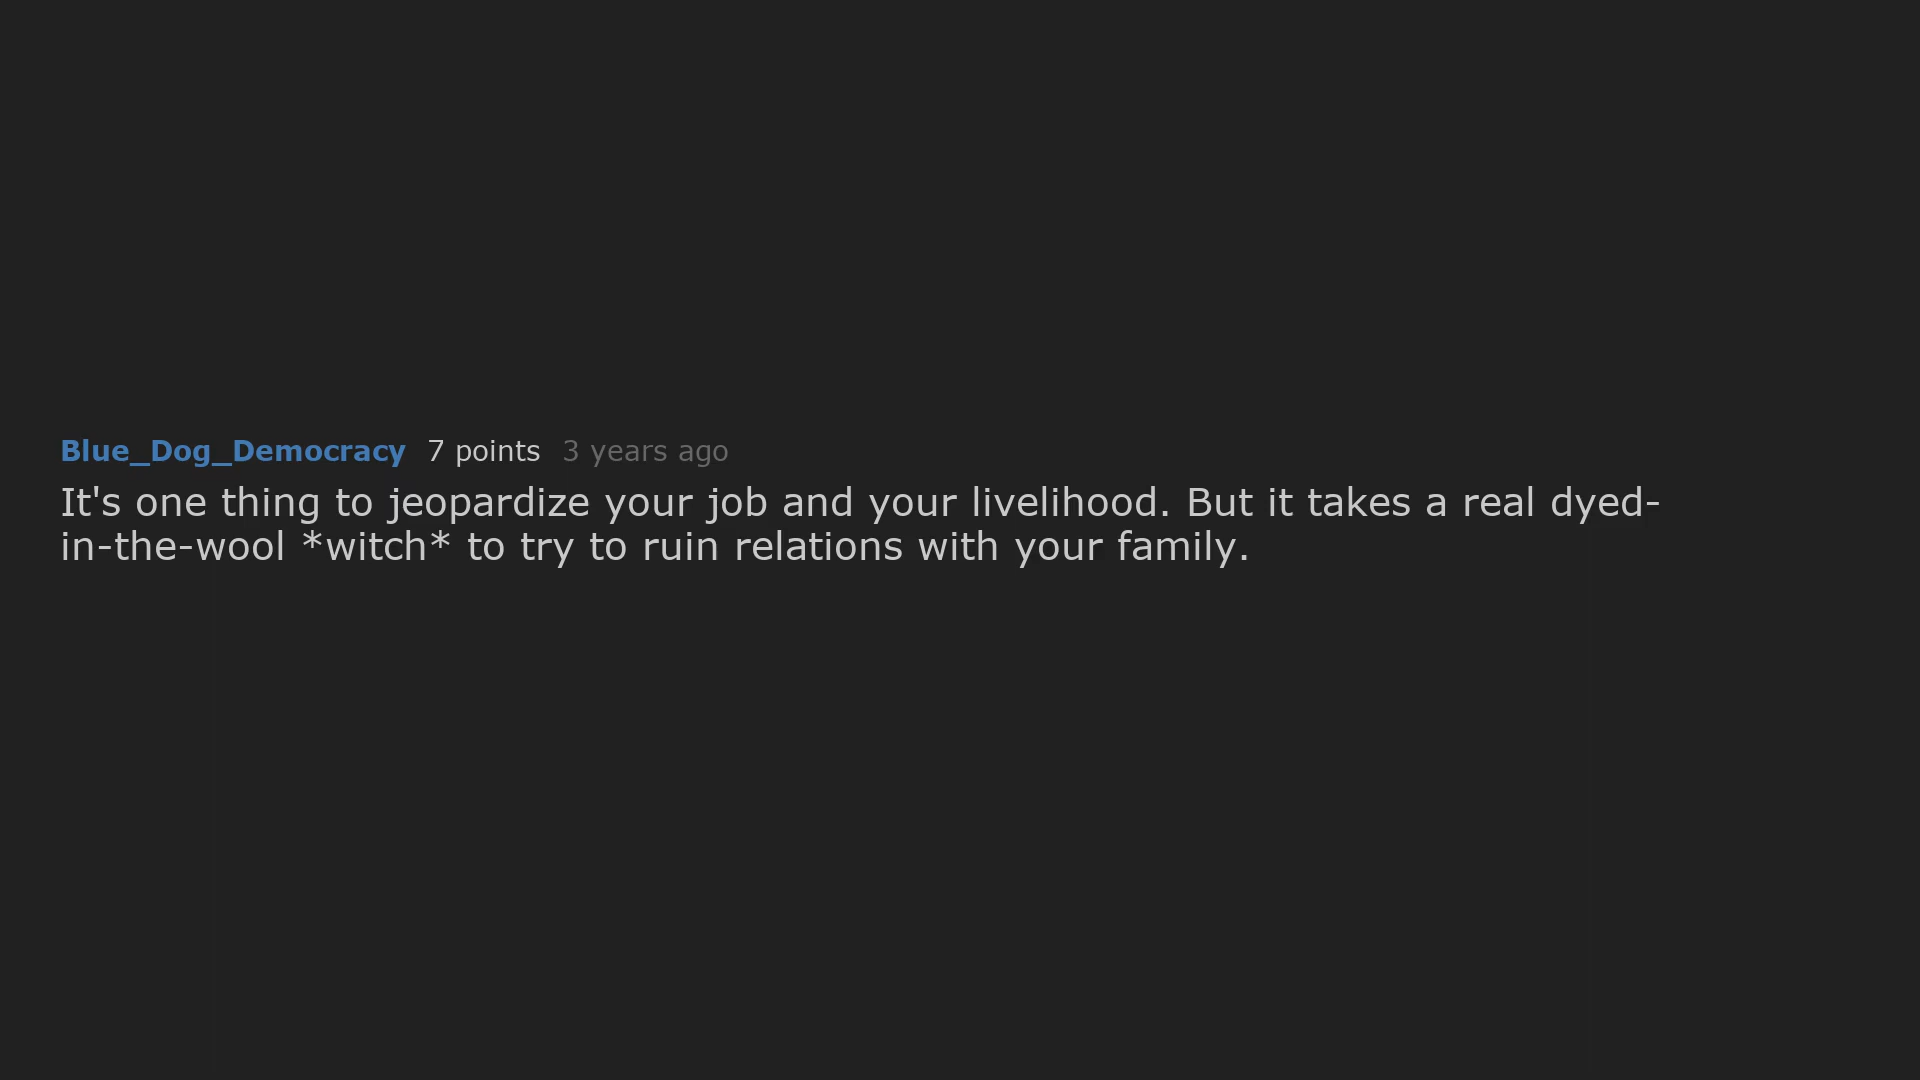 Blue_Dog_Democracy 7 points 3 years ago
It's one thing to jeopardize your job and your livelihood. But it takes a real dyed-
in-the-wool *witch* to try to ruin relations with your family.